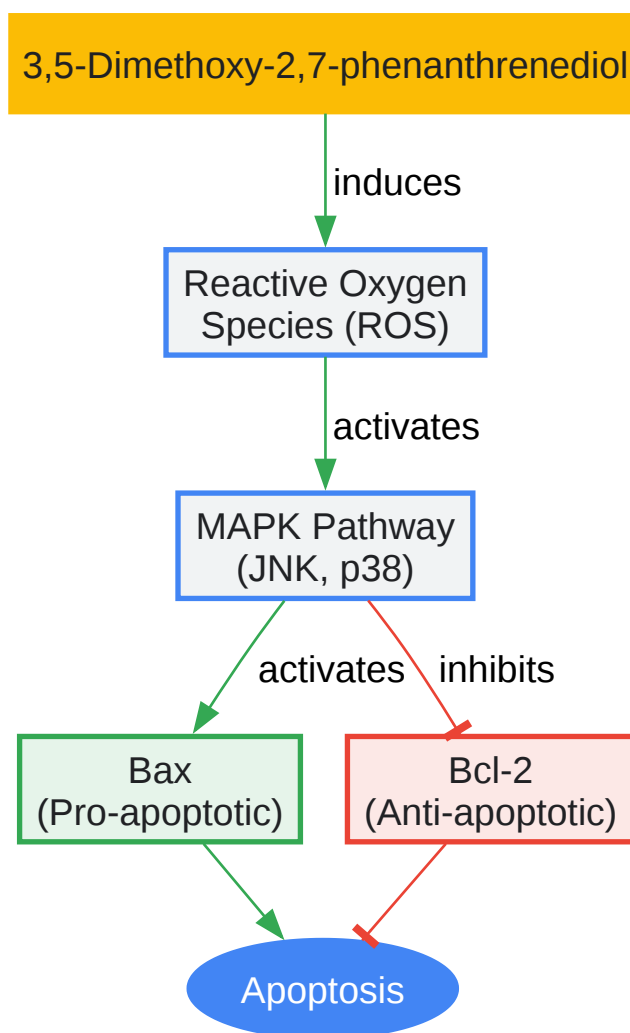 3,5-Dimethoxy-2,7-phenanthrenediol
induces
Reactive Oxygen
Species (ROS)
activates
MAPK Pathway
(JNK, p38)
activates
inhibits
Bax
(Pro-apoptotic)
Bcl-2
(Anti-apoptotic)
Apoptosis